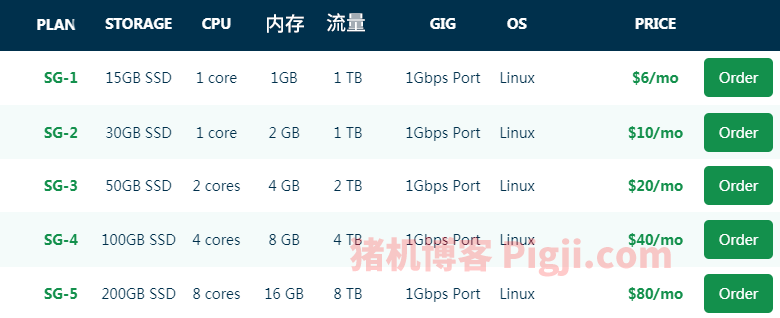 PLAN STORAGE CPU 内存 流量 GIG OS PRICE
SG-1 15GB SSD 1 core 1GB 1 TB 1Gbps Port Linux $6/mo Order
SG-2 30GB SSD 1 core 2 GB 1 TB 1Gbps Port Linux $10/mo Order
SG-3 50GB SSD 2 cores 4 GB 2 TB 1Gbps Port Linux $20/mo Order
SG-4 100GB SSD 4 cores 8 GB 4 TB 1Gbps Port Linux $40/mo Order
猪机博客 Pigji.com
SG-5 200GB SSD 8 cores 16 GB 8 TB 1Gbps Port Linux $80/mo Order